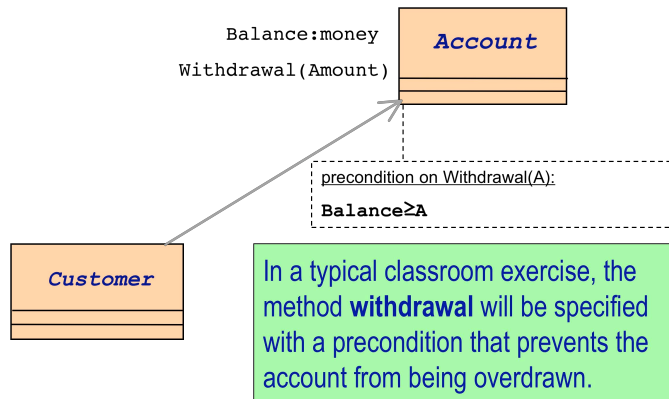 Balance:money
Account
Withdrawal(Amount)
precondition on Withdrawal(A):
Balance≥A
Customer
In a typical classroom exercise, the
method withdrawal will be specified
with a precondition that prevents the
account from being overdrawn.